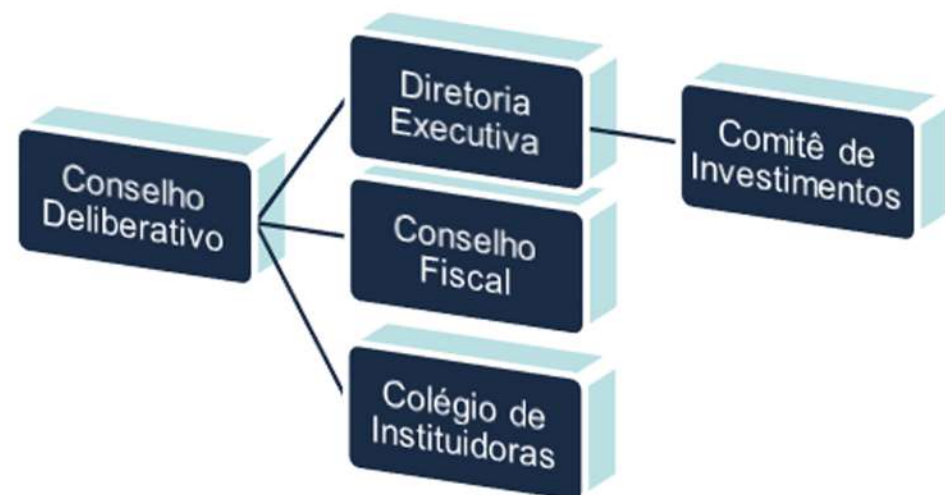 Conselho
Deliberativo
Diretoria
Executiva
Conselho
Fiscal
Colégio de
Instituidoras
Comitê de
Investimentos